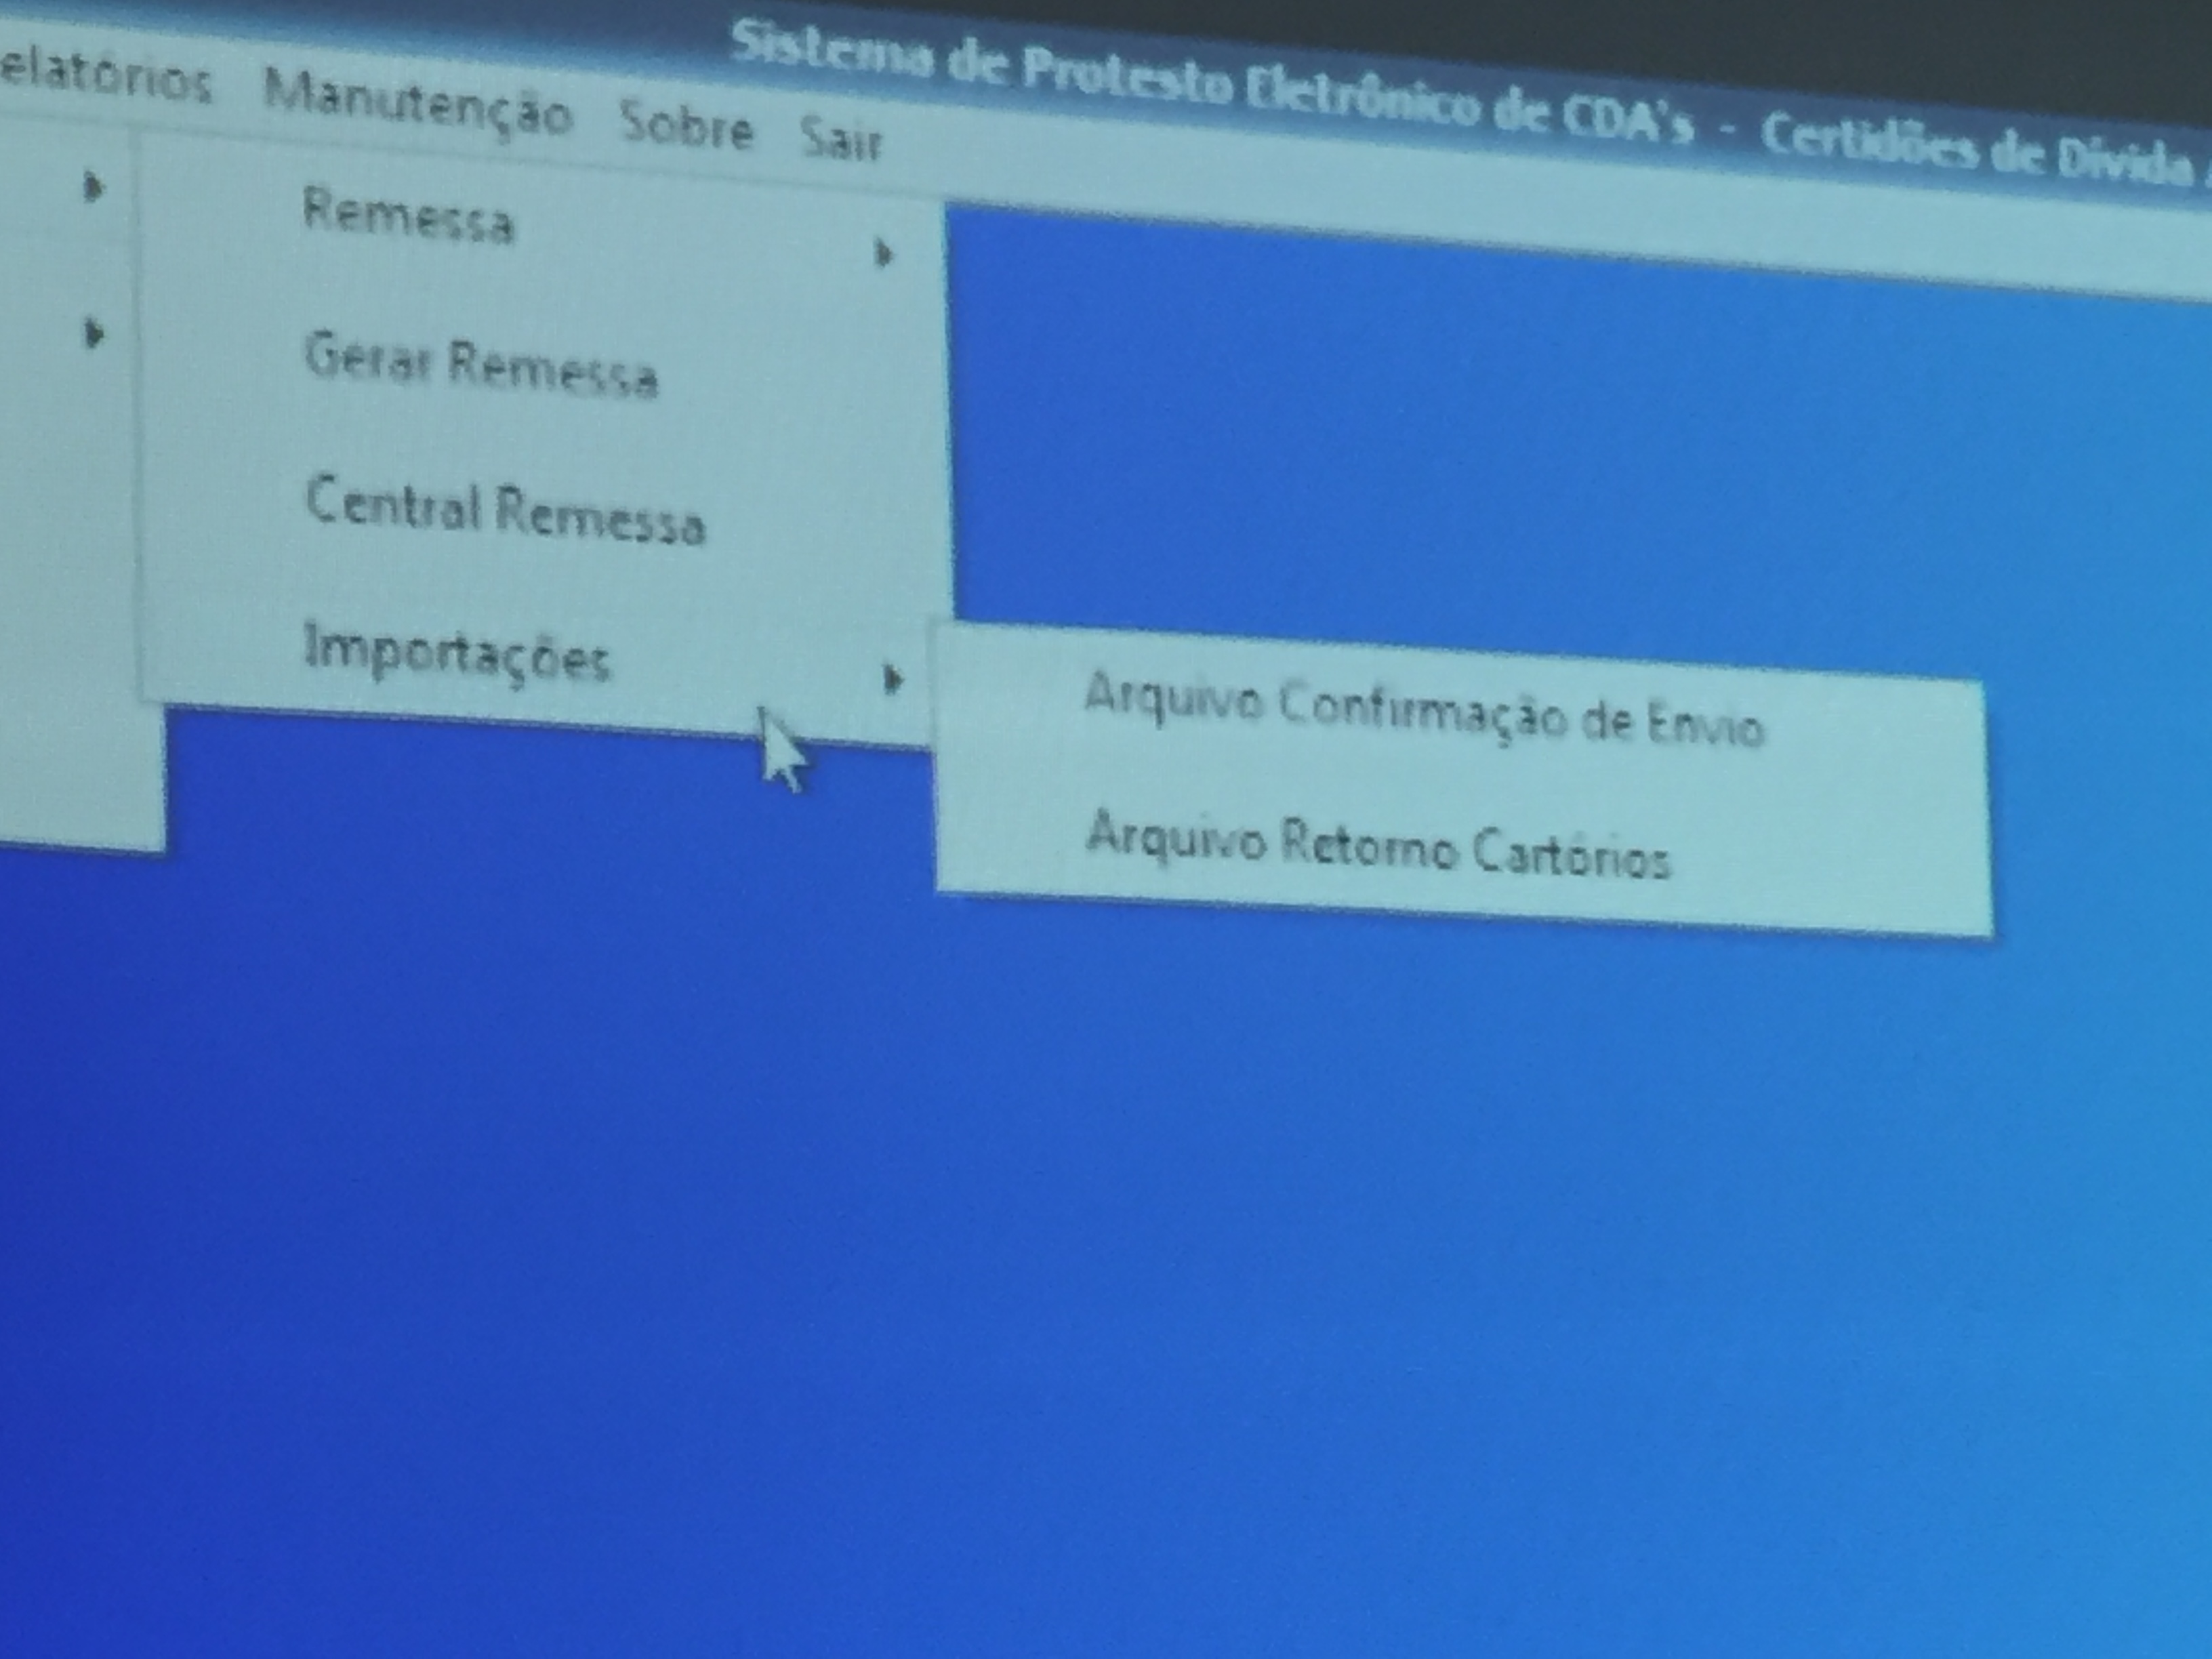 Sistema de Protesto Eletrônico de CDA's - Certidões de Dívida
elatórios Manutenção Sobre Sair
Remessa
Gerar Remessa
Central Remessa
Importações
Arquivo Confirmação de Envio
Arquivo Retorno Cartórios